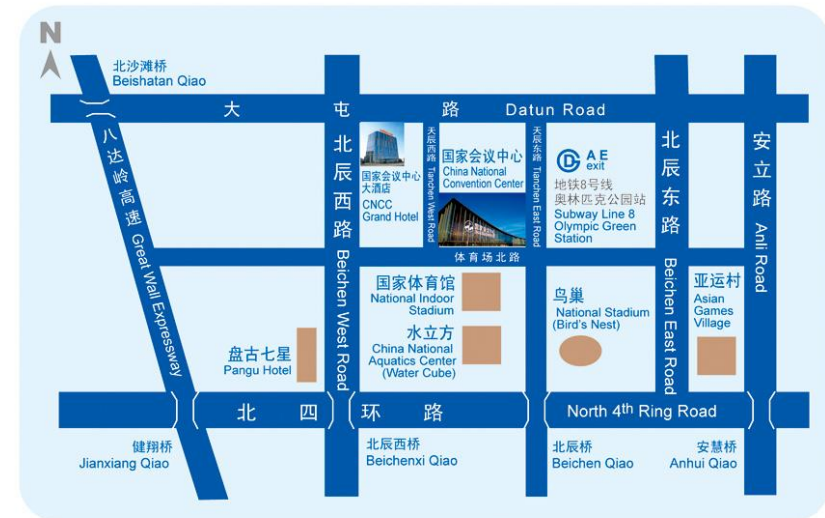 N
北沙滩桥
Beishatan Qiao
大屯路 Datun Road
八达岭高速 Great Wall Expressway
北辰西路 Beichen West Road
国家会议中心
大酒店
CNCC
Grand Hotel
天辰西路 Tianchen West Road
国家会议中心
China National
Convention Center
天辰东路 Tianchen East Road
A E
exit
地铁8号线
奥林匹克公园站
Subway Line 8
Olympic Green
Station
北辰东路 Beichen East Road
安立路 Anli Road
体育场北路
国家体育馆
National Indoor
Stadium
水立方
China National
Aquatics Center
(Water Cube)
盘古七星
Pangu Hotel
鸟巢
National Stadium
(Bird's Nest)
亚运村
Asian
Games
Village
北四环路 North 4th Ring Road
健翔桥
Jianxiang Qiao
北辰西桥
Beichenxi Qiao
北辰桥
Beichen Qiao
安慧桥
Anhui Qiao